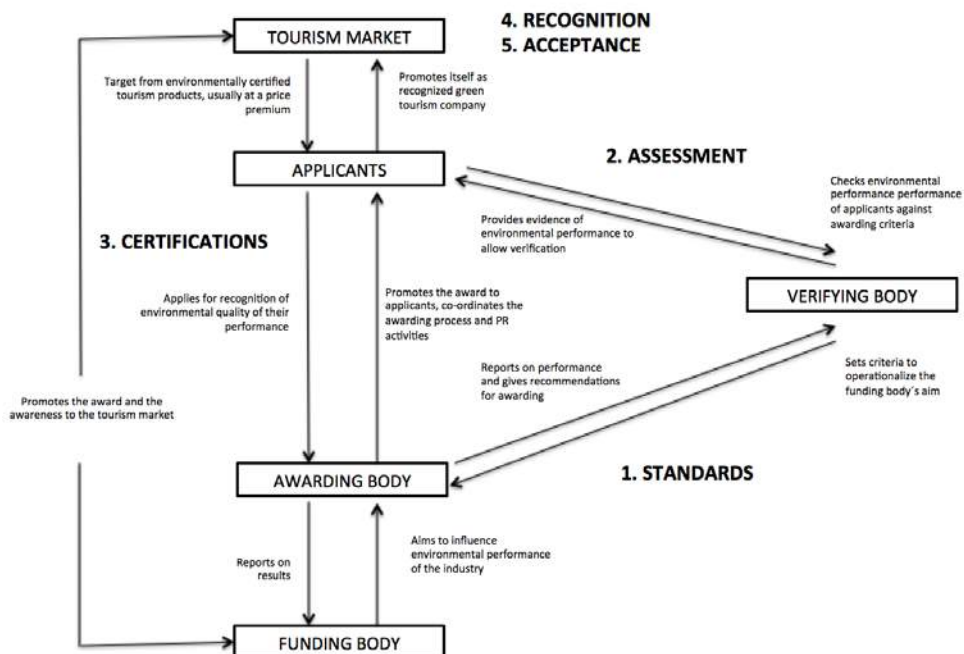 4. RECOGNITION
5. ACCEPTANCE
TOURISM MARKET
Target from environmentally certified
tourism products, usually at a price
premium
Promotes itself as
recognized green
tourism company
2. ASSESSMENT
APPLICANTS
Checks environmental
performance performance
of applicants against
awarding criteria
Provides evidence of
environmental performance to
allow verification
3. CERTIFICATIONS
VERIFYING BODY
Applies for recognition of
environmental quality of their
performance
Promotes the award to
applicants, co-ordinates the
awarding process and PR
activities
Reports on performance
and gives recommendations
for awarding
Sets criteria to
operationalize the
funding body´s aim
Promotes the award and the
awareness to the tourism market
AWARDING BODY
1. STANDARDS
Reports on
results
Aims to influence
environmental performance
of the industry
FUNDING BODY